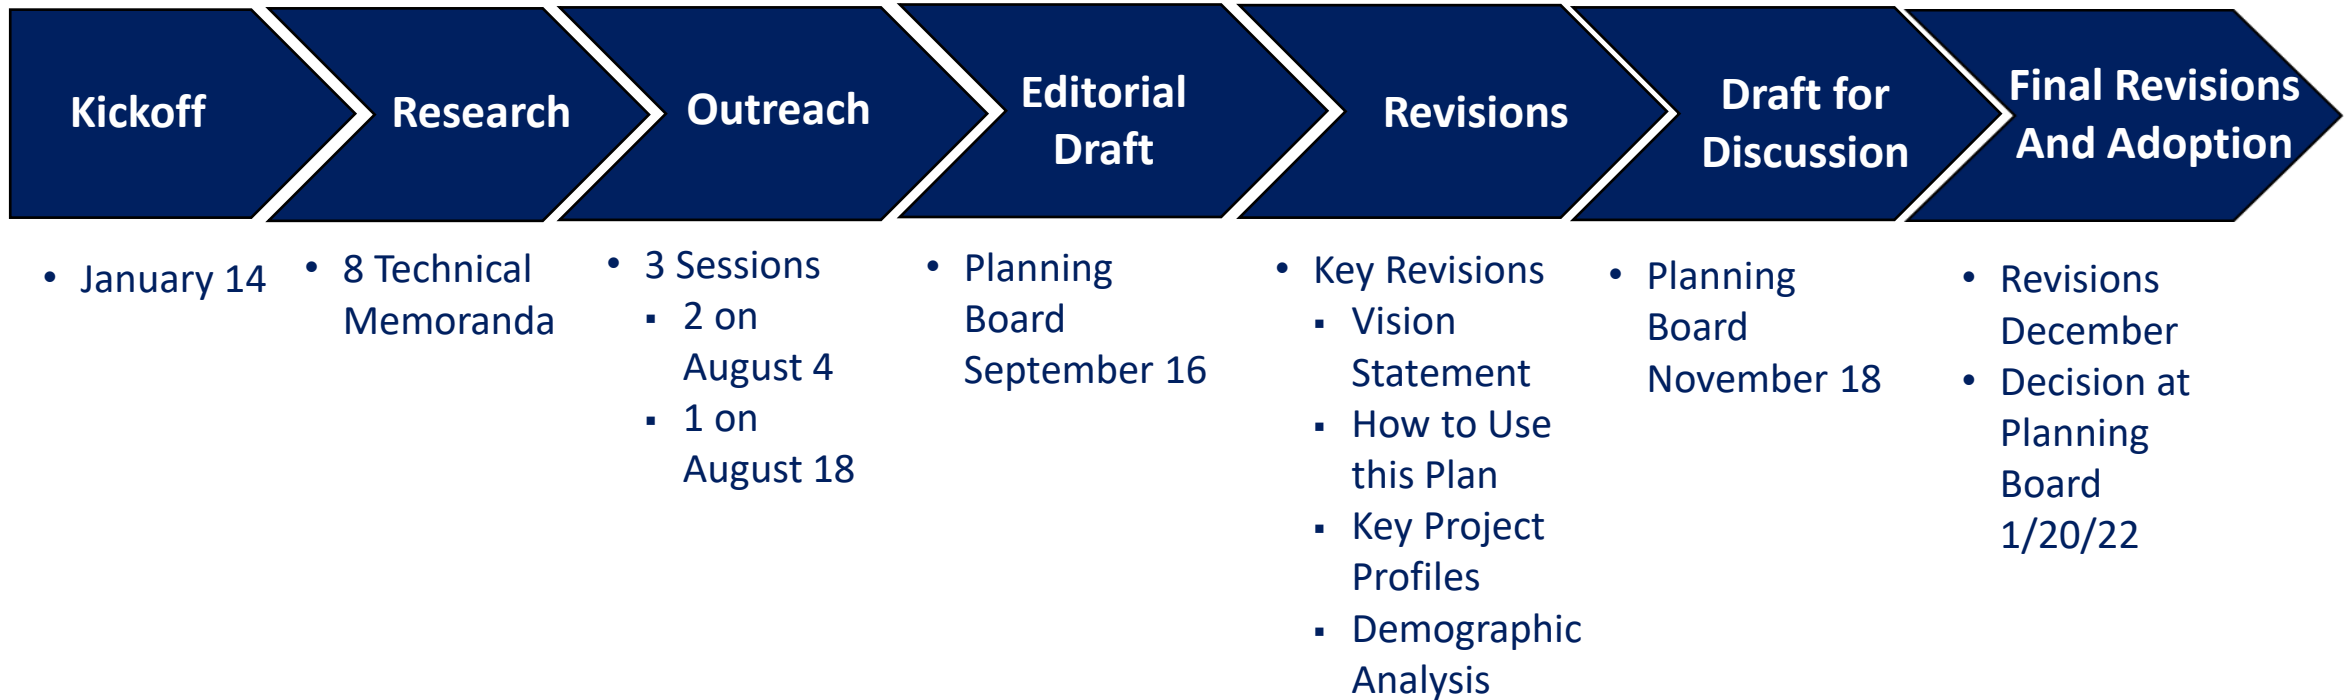 Kickoff
Research
Outreach
Editorial
Draft
Revisions
Draft for
Discussion
Final Revisions
And Adoption
• January 14
• 8 Technical
Memoranda
• 3 Sessions
▪ 2 on
August 4
▪ 1 on
August 18
• Planning
Board
September 16
• Key Revisions
▪ Vision
Statement
▪ How to Use
this Plan
▪ Key Project
Profiles
▪ Demographic
Analysis
• Planning
Board
November 18
• Revisions
December
• Decision at
Planning
Board
1/20/22